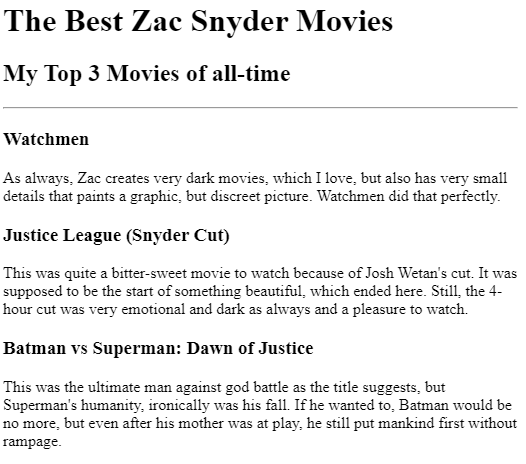 The Best Zac Snyder Movies
My Top 3 Movies of all-time
Watchmen
As always, Zac creates very dark movies, which I love, but also has very small
details that paints a graphic, but discreet picture. Watchmen did that perfectly.
Justice League (Snyder Cut)
This was quite a bitter-sweet movie to watch because of Josh Wetan's cut. It was
supposed to be the start of something beautiful, which ended here. Still, the 4-
hour cut was very emotional and dark as always and a pleasure to watch.
Batman vs Superman: Dawn of Justice
This was the ultimate man against god battle as the title suggests, but
Superman's humanity, ironically was his fall. If he wanted to, Batman would be
no more, but even after his mother was at play, he still put mankind first without
rampage.